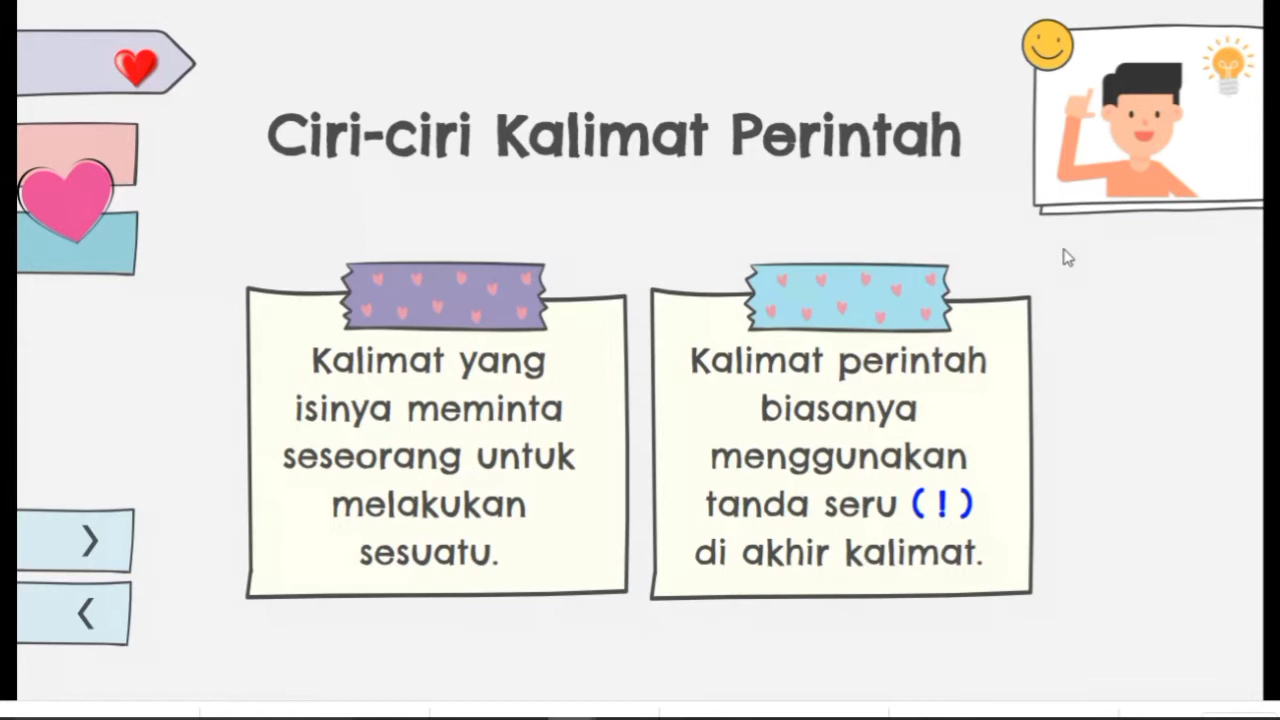 Ciri-ciri Kalimat Perintah
Kalimat yang
isinya meminta
seseorang untuk
melakukan
sesuatu.
Kalimat perintah
biasanya
menggunakan
tanda seru ( ! )
di akhir kalimat.